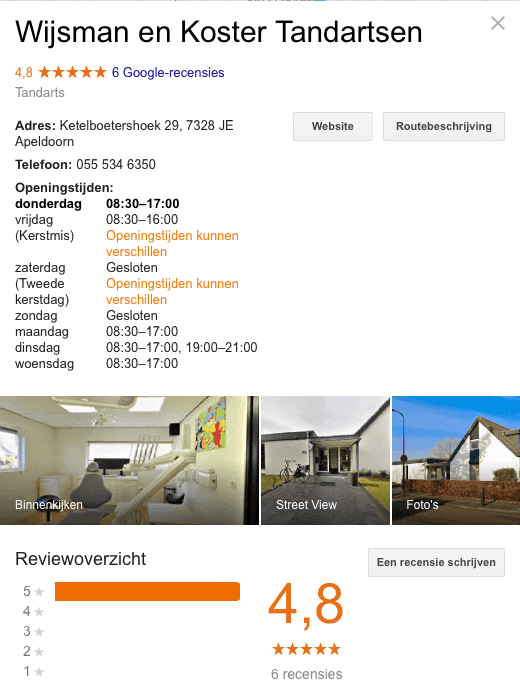 Wijsman en Koster Tandartsen
4,8 ★★★★★ 6 Google-recensies
Tandarts
Adres: Ketelboetershoek 29, 7328 JE
Apeldoorn
Website
Routebeschrijving
Telefoon: 055 534 6350
Openingstijden:
donderdag 08:30–17:00
vrijdag 08:30–16:00
(Kerstmis) Openingstijden kunnen
verschillen
zaterdag Gesloten
(Tweede Openingstijden kunnen
kerstdag) verschillen
zondag Gesloten
maandag 08:30–17:00
dinsdag 08:30–17:00, 19:00–21:00
woensdag 08:30–17:00
Binnenkijken
Street View
Foto's
Reviewoverzicht
Een recensie schrijven
5 ★
4 ★
3 ★
2 ★
1 ★
4,8
★★★★★
6 recensies